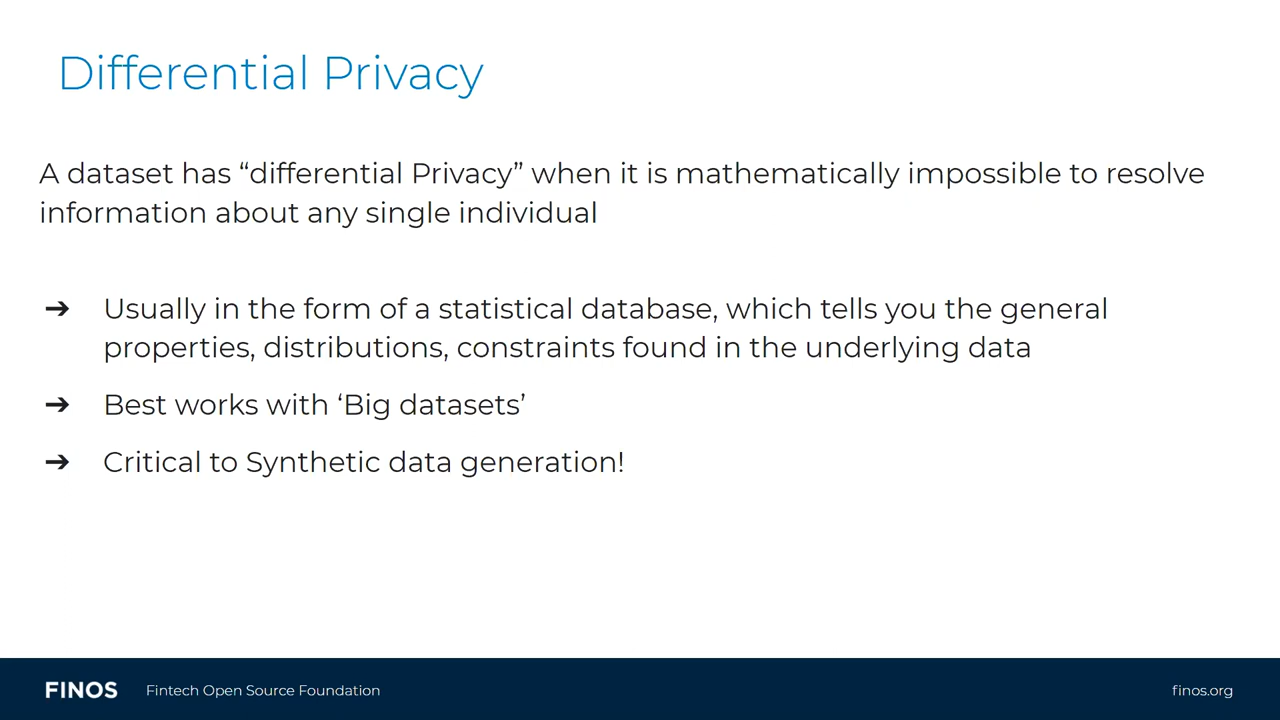 Differential Privacy
A dataset has “differential Privacy” when it is mathematically impossible to resolve
information about any single individual
➔ Usually in the form of a statistical database, which tells you the general
properties, distributions, constraints found in the underlying data
➔ Best works with ‘Big datasets’
➔ Critical to Synthetic data generation!
FINOS Fintech Open Source Foundation finos.org